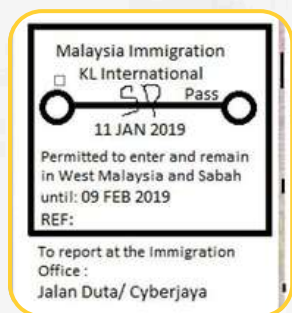 Malaysia Immigration
KL International
SP Pass
11 JAN 2019
Permitted to enter and remain
in West Malaysia and Sabah
until: 09 FEB 2019
REF:
To report at the Immigration
Office :
Jalan Duta/ Cyberjaya